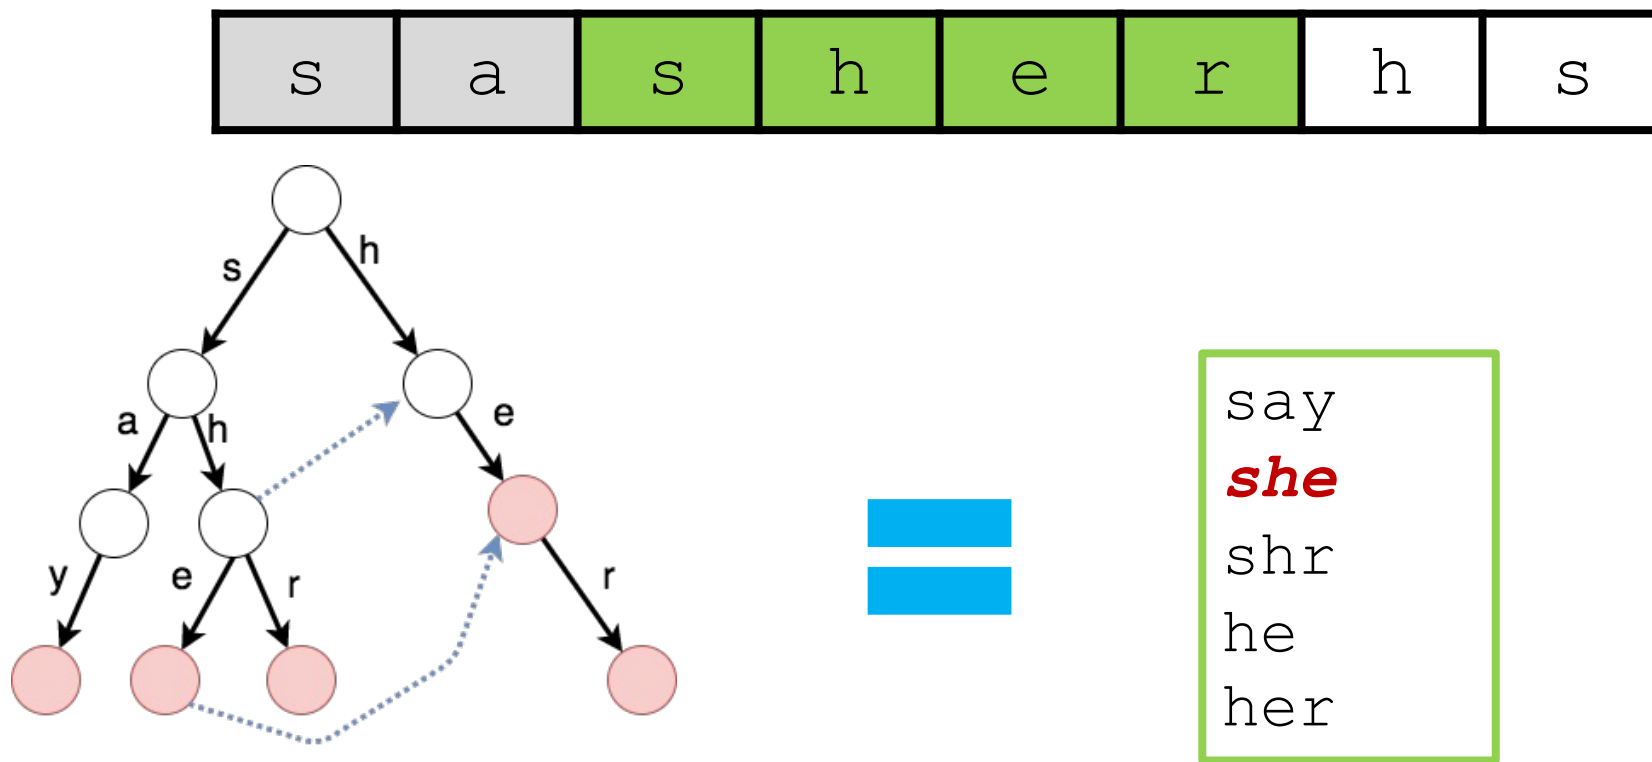 s a s h e r h s
s h
a h e
y e r r
say
she
shr
he
her